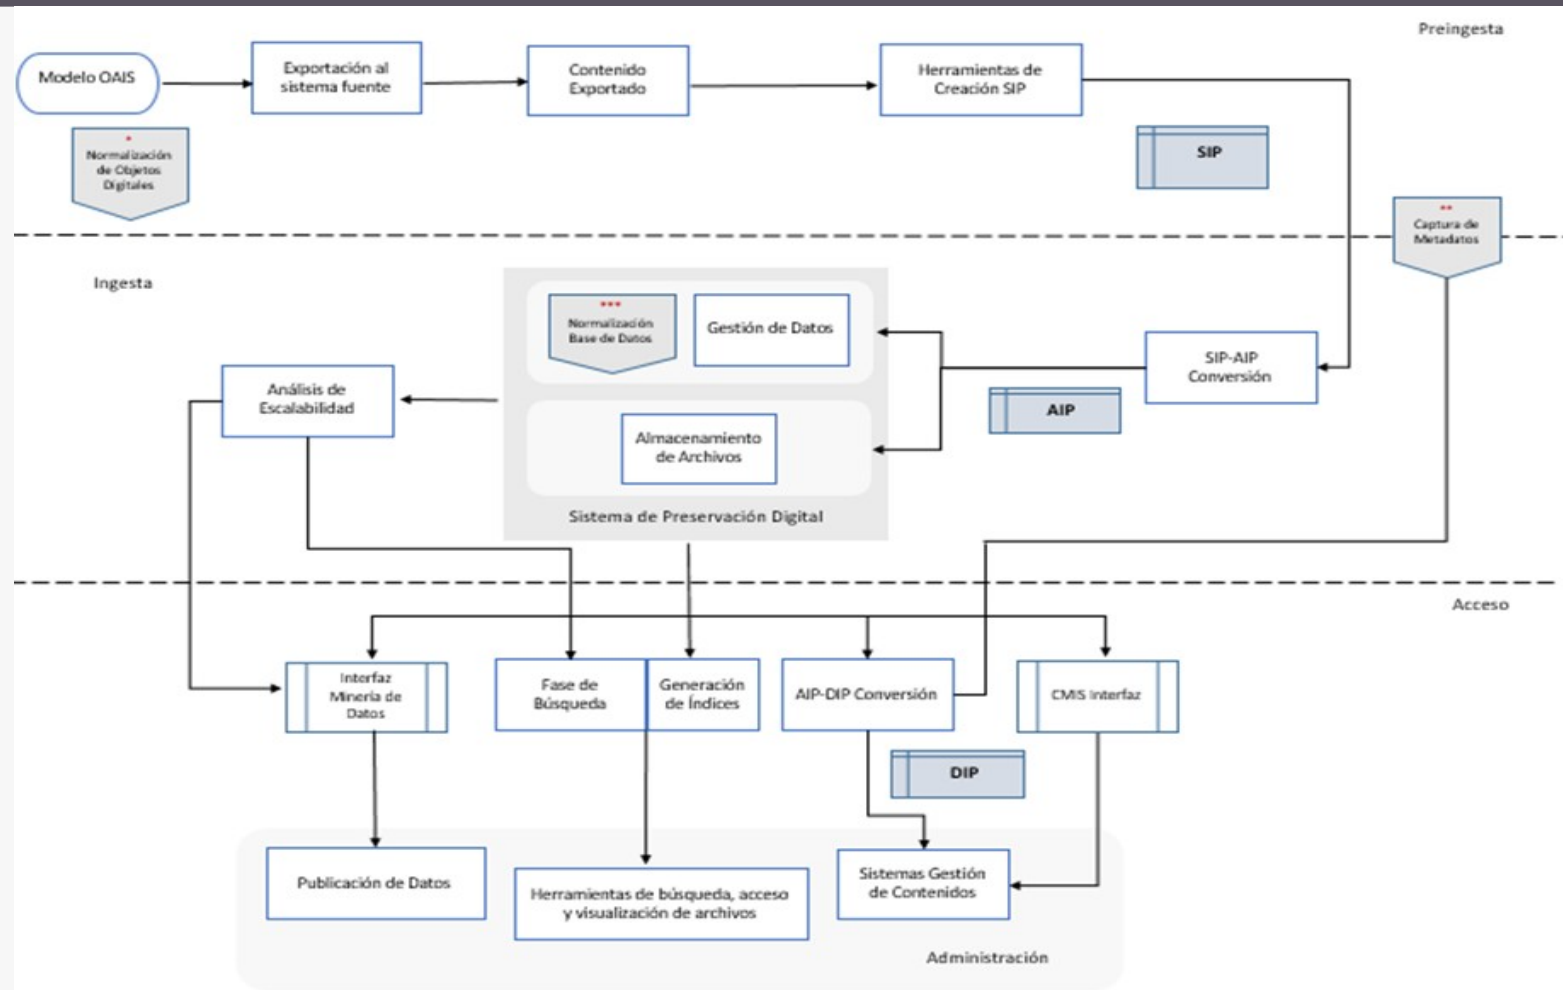 Preingesta
Modelo OAIS
Exportación al
sistema fuente
Contenido
Exportado
Herramientas de
Creación SIP
*
Normalización
de Objetos
Digitales
SIP
**
Captura de
Metadatos
Ingesta
***
Normalización
Base de Datos
Gestión de Datos
SIP-AIP
Conversión
Análisis de
Escalabilidad
AIP
Almacenamiento
de Archivos
Sistema de Preservación Digital
Acceso
Interfaz
Minería de
Datos
Fase de
Búsqueda
Generación
de Índices
AIP-DIP Conversión
CMIS Interfaz
DIP
Publicación de Datos
Herramientas de búsqueda, acceso
y visualización de archivos
Sistemas Gestión
de Contenidos
Administración